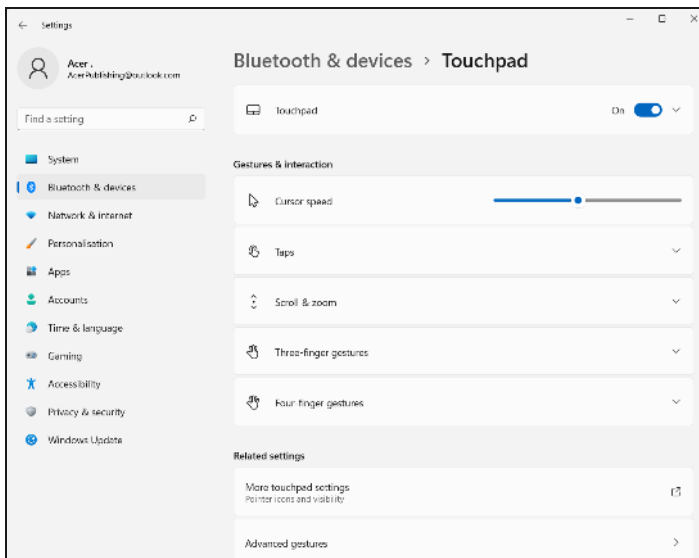 Settings
Acer .
AcerPublishing@outlook.com
Find a setting
System
Bluetooth & devices
Network & internet
Personalisation
Apps
Accounts
Time & language
Gaming
Accessibility
Privacy & security
Windows Update
Bluetooth & devices > Touchpad
Touchpad
On
Gestures & interaction
Cursor speed
Taps
Scroll & zoom
Three-finger gestures
Four-finger gestures
Related settings
More touchpad settings
Pointer icons and visibility
Advanced gestures